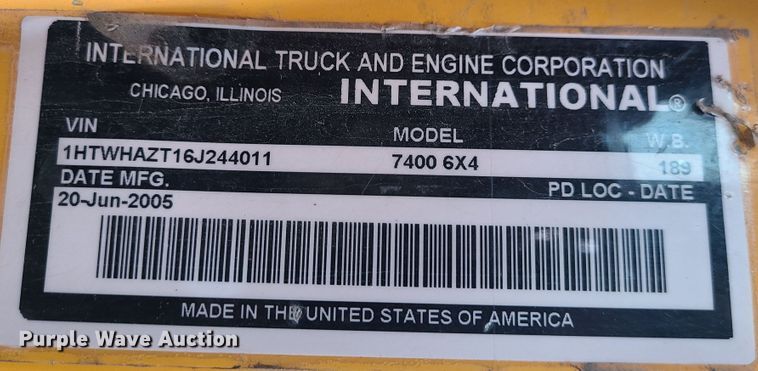 INTERNATIONAL TRUCK AND ENGINE CORPORATION
CHICAGO, ILLINOIS INTERNATIONAL®
VIN MODEL W.B.
1HTWHAZT16J244011 7400 6X4 189
DATE MFG. PD LOC - DATE
20-Jun-2005
MADE IN THE UNITED STATES OF AMERICA
Purple Wave Auction